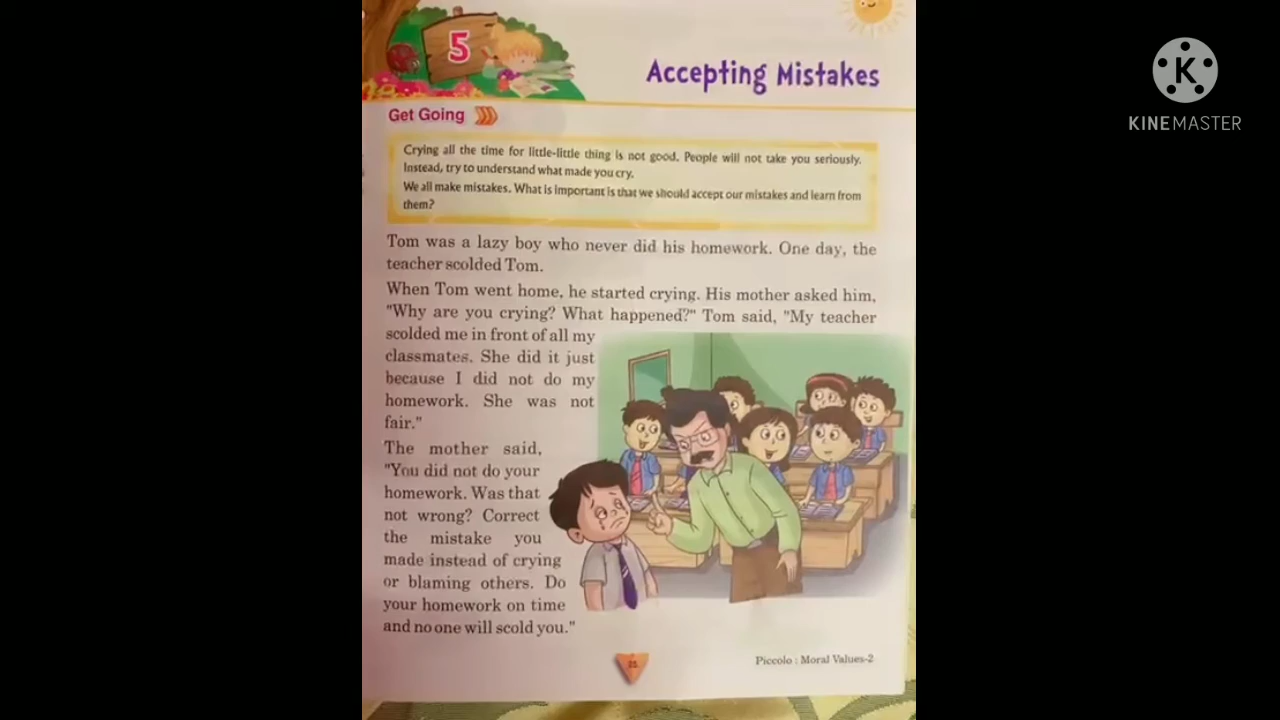 5
Accepting Mistakes
Get Going
Crying all the time for little-little thing is not good. People will not take you seriously.
Instead, try to understand what made you cry.
We all make mistakes. What is important is that we should accept our mistakes and learn from
them?
Tom was a lazy boy who never did his homework. One day, the
teacher scolded Tom.
When Tom went home, he started crying. His mother asked him,
"Why are you crying? What happened?" Tom said, "My teacher
scolded me in front of all my
classmates. She did it just
because I did not do my
homework. She was not
fair."
The mother said,
"You did not do your
homework. Was that
not wrong? Correct
the mistake you
made instead of crying
or blaming others. Do
your homework on time
and no one will scold you."
Piccolo : Moral Values-2
K
KINEMASTER